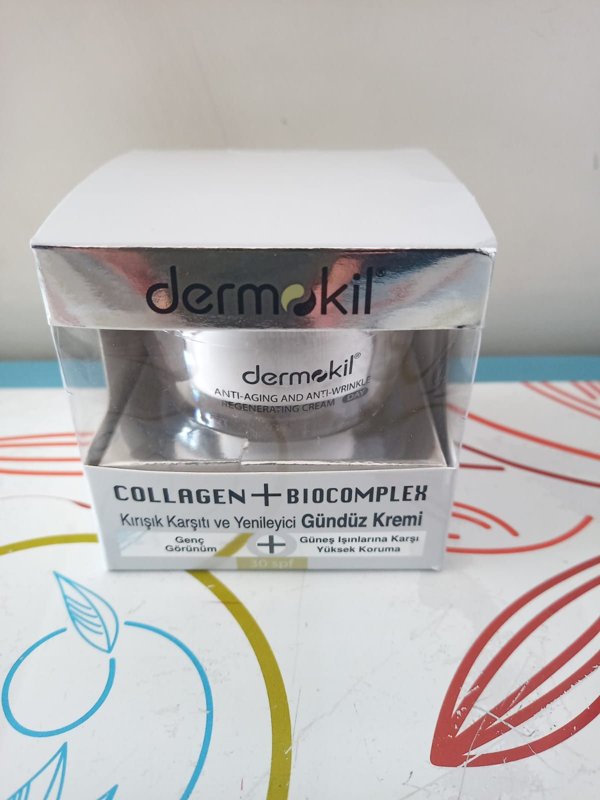 dermokil
dermokil®
ANTI-AGING AND ANTI-WRINKLE
REGENERATING CREAM DAY
COLLAGEN+BIOCOMPLEX
Kırışık Karşıtı ve Yenileyici Gündüz Kremi
Genç
Görünüm
+
Güneş Işınlarına Karşı
Yüksek Koruma
30 spf